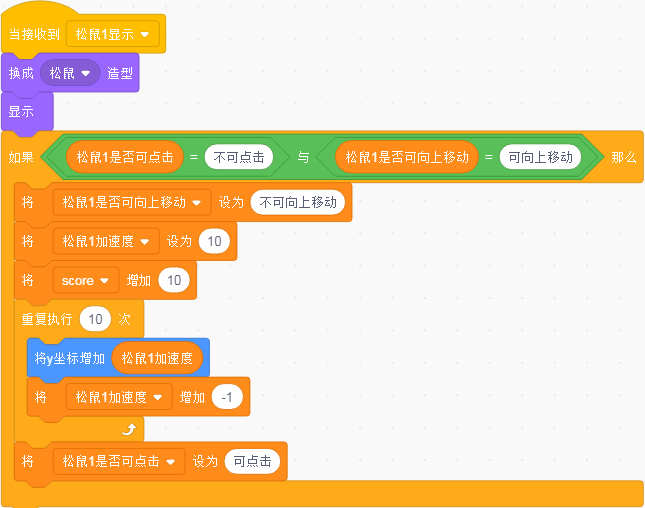 当接收到 松鼠1显示
换成 松鼠 造型
显示
如果 松鼠1是否可点击 = 不可点击 与 松鼠1是否可向上移动 = 可向上移动 那么
将 松鼠1是否可向上移动 设为 不可向上移动
将 松鼠1加速度 设为 10
将 score 增加 10
重复执行 10 次
将y坐标增加 松鼠1加速度
将 松鼠1加速度 增加 -1
将 松鼠1是否可点击 设为 可点击